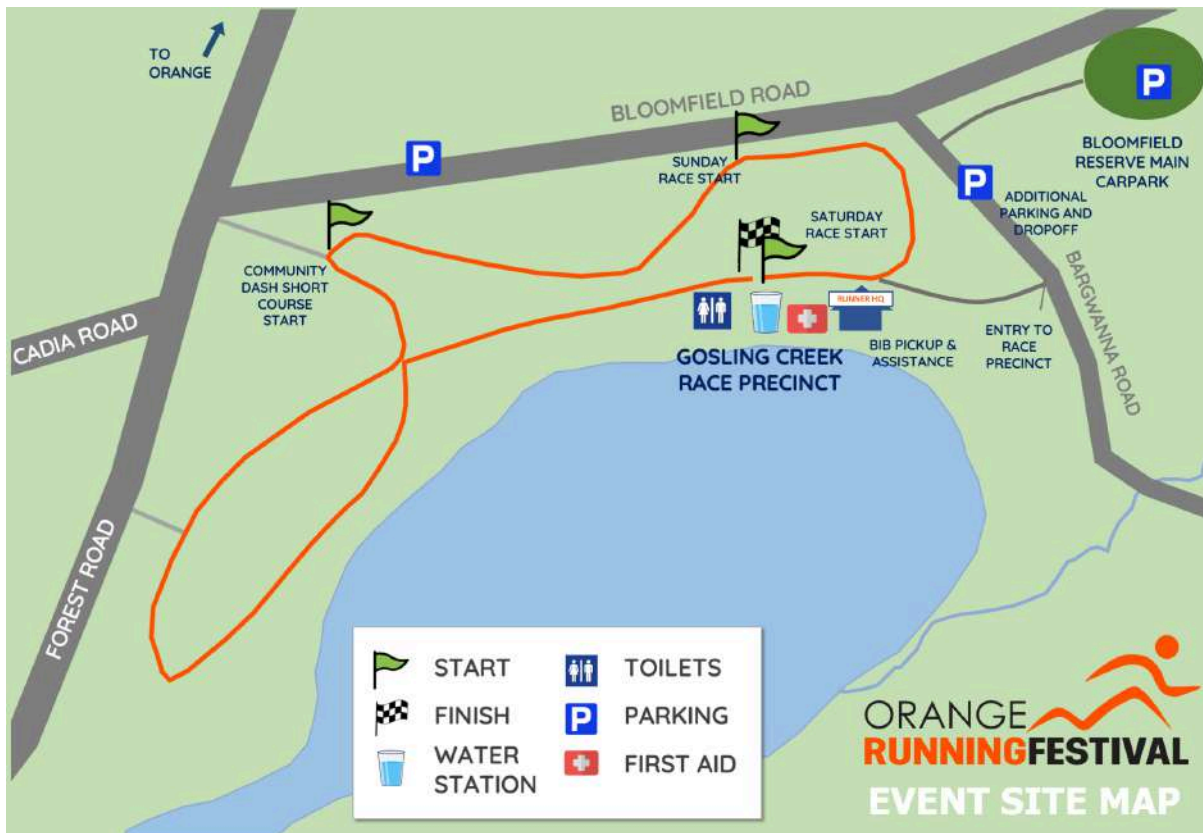 TO
ORANGE
BLOOMFIELD ROAD
P
P
P
BLOOMFIELD
RESERVE MAIN
CARPARK
SUNDAY
RACE START
ADDITIONAL
PARKING AND
DROPOFF
SATURDAY
RACE START
COMMUNITY
DASH SHORT
COURSE
START
RUNNER HQ
BARGWANNA ROAD
CADIA ROAD
GOSLING CREEK
RACE PRECINCT
BIB PICKUP &
ASSISTANCE
ENTRY TO
RACE
PRECINCT
FOREST ROAD
START
TOILETS
FINISH
P
PARKING
WATER
STATION
FIRST AID
ORANGE
RUNNINGFESTIVAL
EVENT SITE MAP